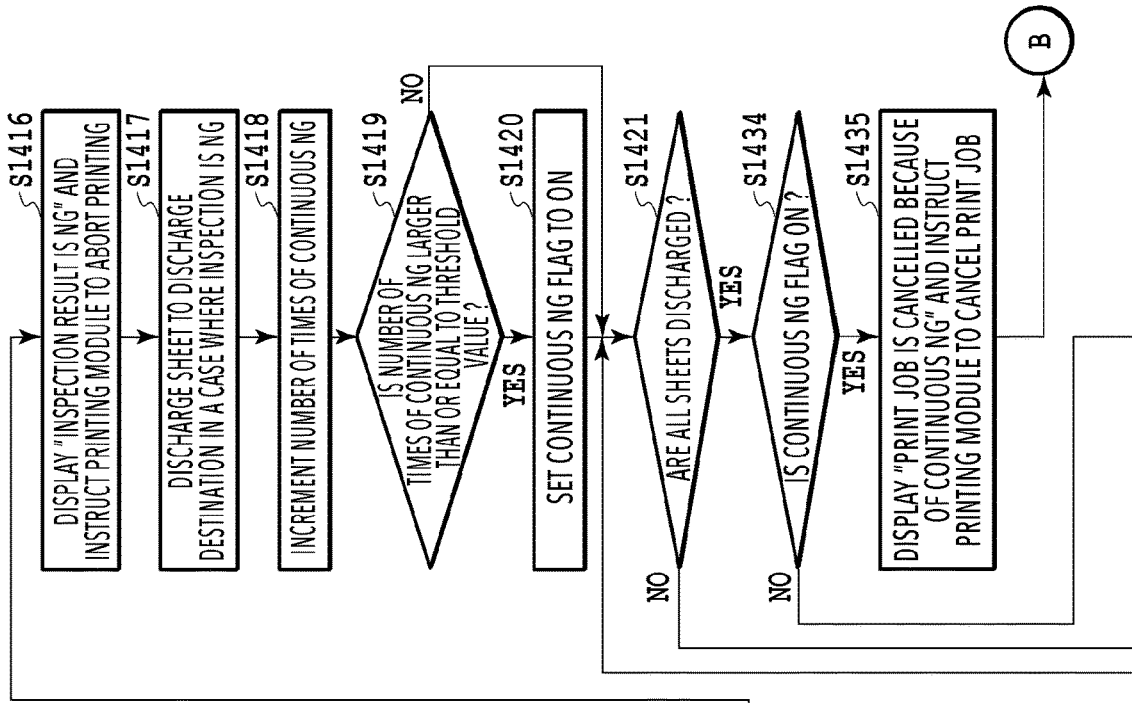 S1416
DISPLAY "INSPECTION RESULT IS NG" AND
INSTRUCT PRINTING MODULE TO ABORT PRINTING
S1417
DISCHARGE SHEET TO DISCHARGE
DESTINATION IN A CASE WHERE INSPECTION IS NG
S1418
INCREMENT NUMBER OF TIMES OF CONTINUOUS NG
S1419
IS NUMBER OF
TIMES OF CONTINUOUS NG LARGER
THAN OR EQUAL TO THRESHOLD
VALUE ?
NO
YES
S1420
SET CONTINUOUS NG FLAG TO ON
S1421
ARE ALL SHEETS DISCHARGED ?
NO
YES
S1434
IS CONTINUOUS NG FLAG ON ?
NO
YES
S1435
DISPLAY "PRINT JOB IS CANCELLED BECAUSE
OF CONTINUOUS NG" AND INSTRUCT
PRINTING MODULE TO CANCEL PRINT JOB
B